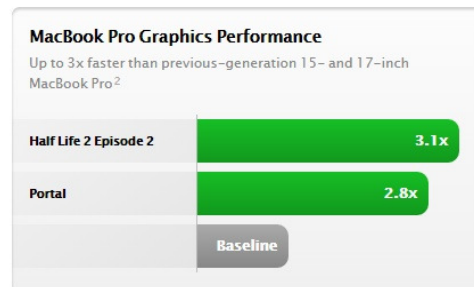 MacBook Pro Graphics Performance
Up to 3x faster than previous-generation 15- and 17-inch
MacBook Pro2
Half Life 2 Episode 2 3.1x
Portal 2.8x
Baseline